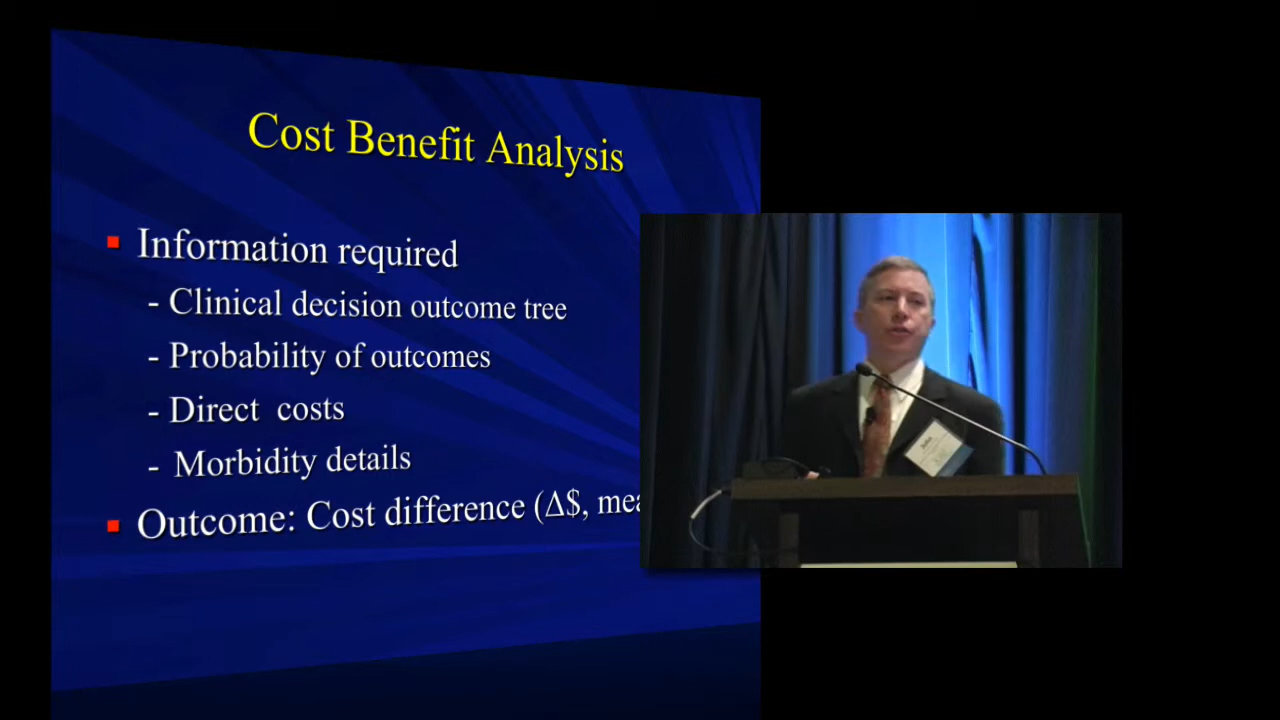 Cost Benefit Analysis
▪ Information required
- Clinical decision outcome tree
- Probability of outcomes
- Direct costs
- Morbidity details
▪ Outcome: Cost difference (Δ$, mea
John